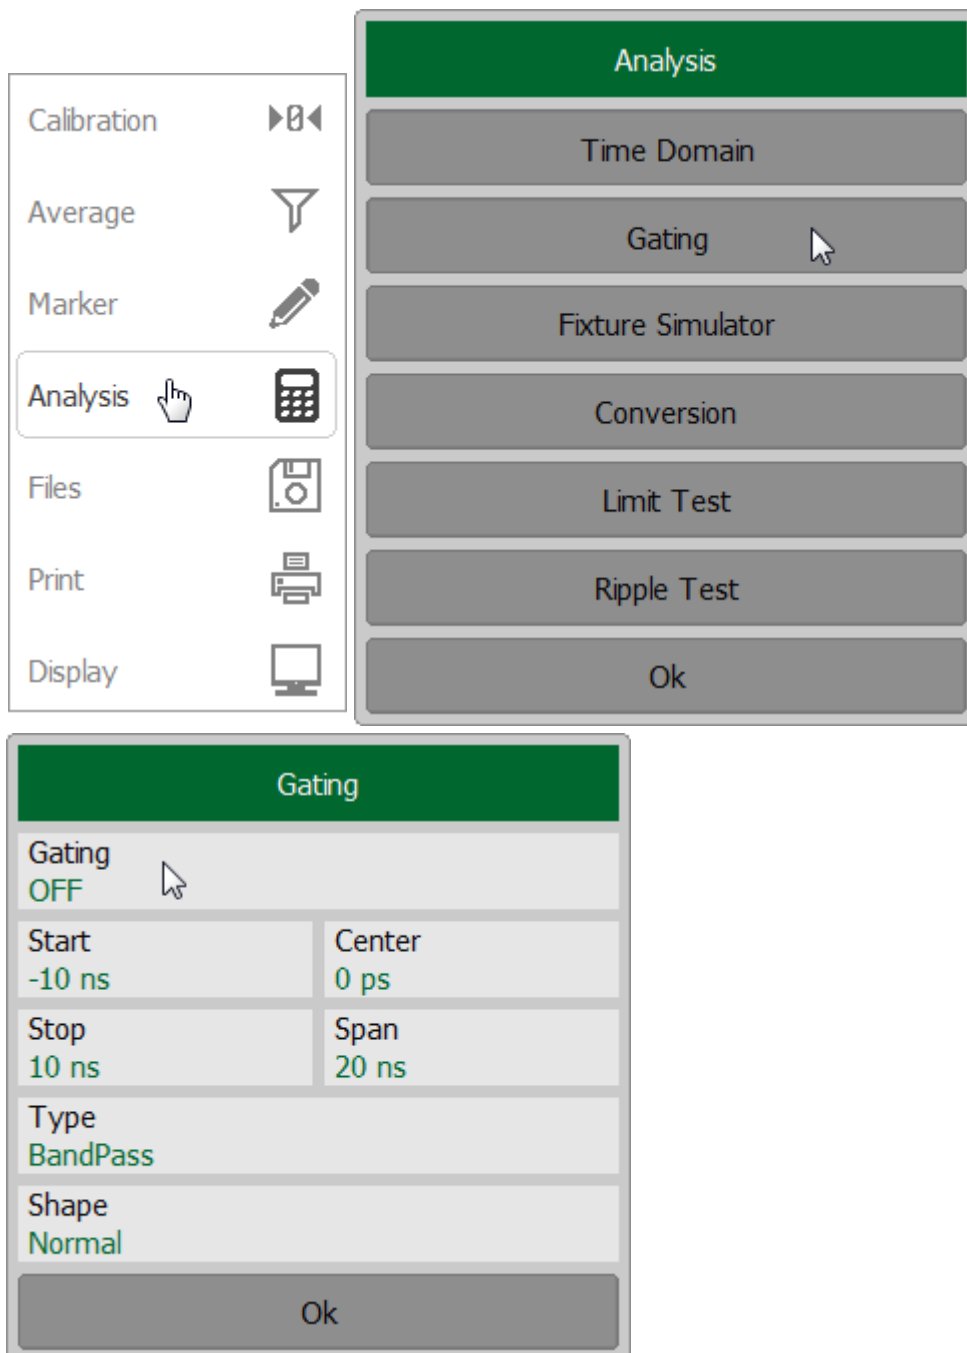 Calibration
Average
Marker
Analysis
Files
Print
Display
Analysis
Time Domain
Gating
Fixture Simulator
Conversion
Limit Test
Ripple Test
Ok
Gating
Gating
OFF
Start
-10 ns
Center
0 ps
Stop
10 ns
Span
20 ns
Type
BandPass
Shape
Normal
Ok